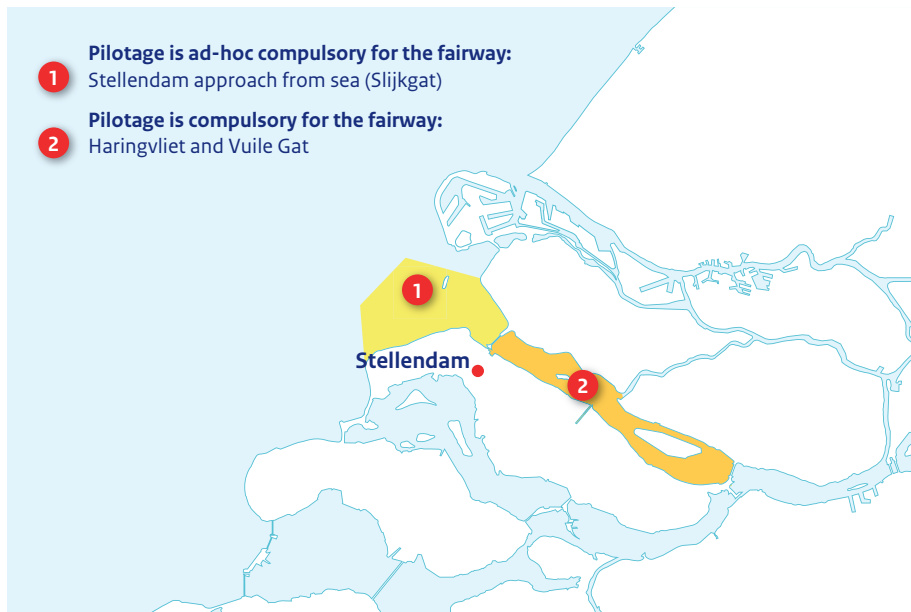 Pilotage is ad-hoc compulsory for the fairway:
1 Stellendam approach from sea (Slijkgat)
Pilotage is compulsory for the fairway:
2 Haringvliet and Vuile Gat
1
Stellendam
2